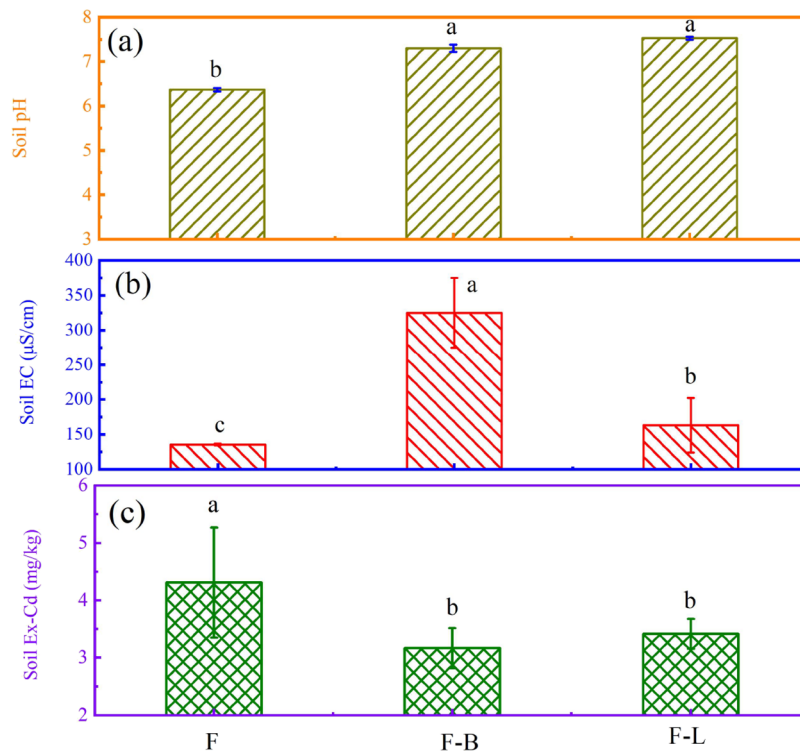 (a)
Soil pH
8
7
6
5
4
3
b
a
a
(b)
Soil EC (μS/cm)
400
350
300
250
200
150
100
c
a
b
(c)
Soil Ex-Cd (mg/kg)
6
5
4
3
2
a
b
b
F
F-B
F-L